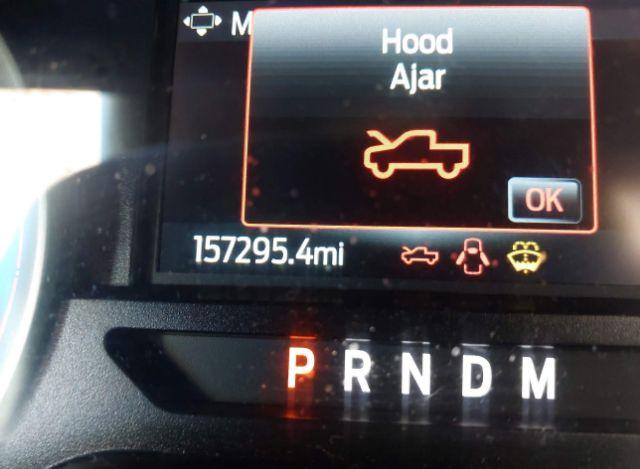 M
Hood
Ajar
OK
157295.4mi
P R N D M